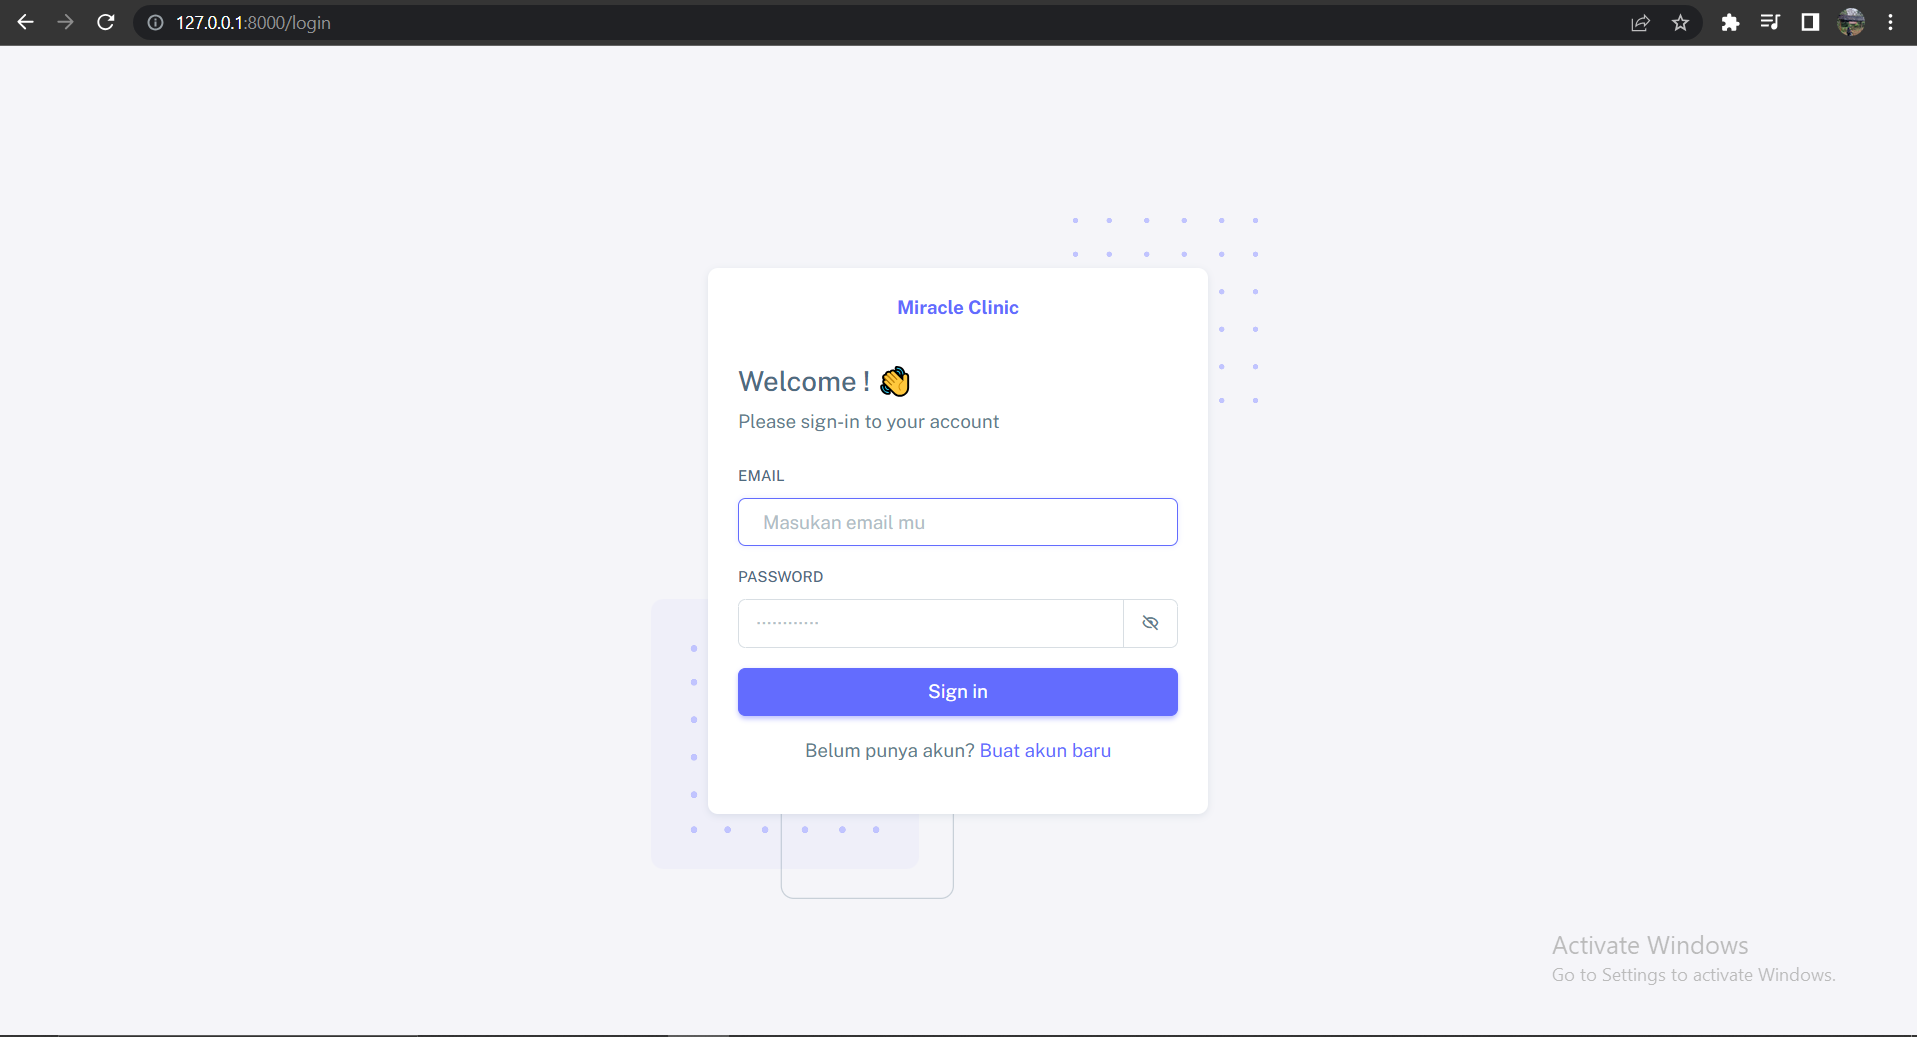 127.0.0.1:8000/login
Miracle Clinic
Welcome ! 👋
Please sign-in to your account
EMAIL
Masukan email mu
PASSWORD
············
Sign in
Belum punya akun? Buat akun baru
Activate Windows
Go to Settings to activate Windows.